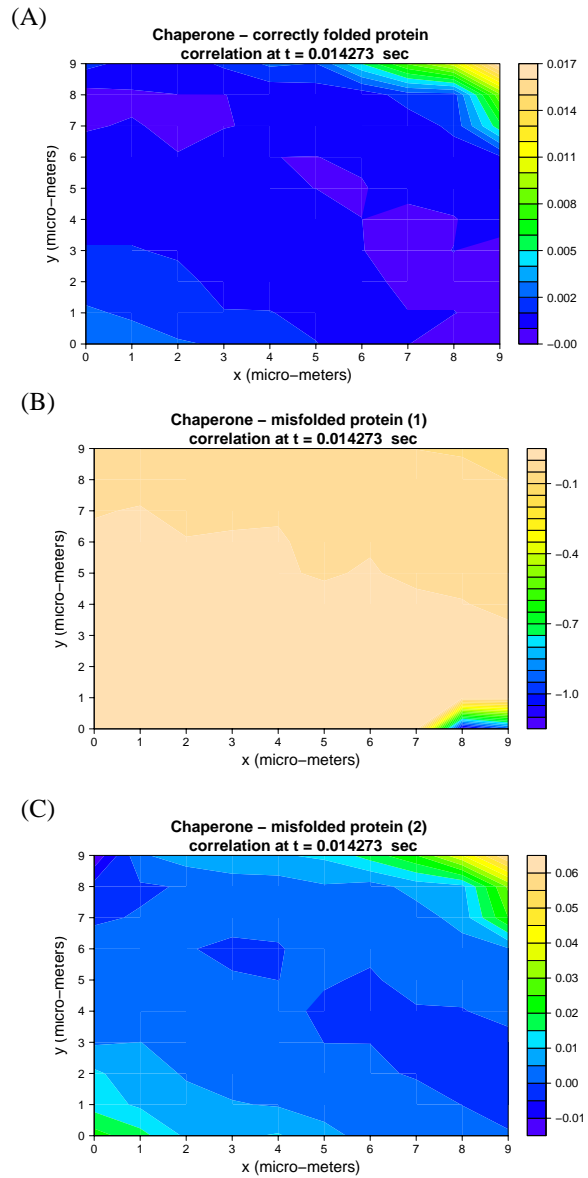 (A)
Chaperone − correctly folded protein
correlation at t = 0.014273 sec
9
8
7
6
5
4
3
2
1
0
y (micro−meters)
0 1 2 3 4 5 6 7 8 9
x (micro−meters)
0.017
0.014
0.011
0.008
0.005
0.002
−0.00
(B)
Chaperone − misfolded protein (1)
correlation at t = 0.014273 sec
9
8
7
6
5
4
3
2
1
0
y (micro−meters)
0 1 2 3 4 5 6 7 8 9
x (micro−meters)
−0.1
−0.4
−0.7
−1.0
(C)
Chaperone − misfolded protein (2)
correlation at t = 0.014273 sec
9
8
7
6
5
4
3
2
1
0
y (micro−meters)
0 1 2 3 4 5 6 7 8 9
x (micro−meters)
0.06
0.05
0.04
0.03
0.02
0.01
0.00
−0.01